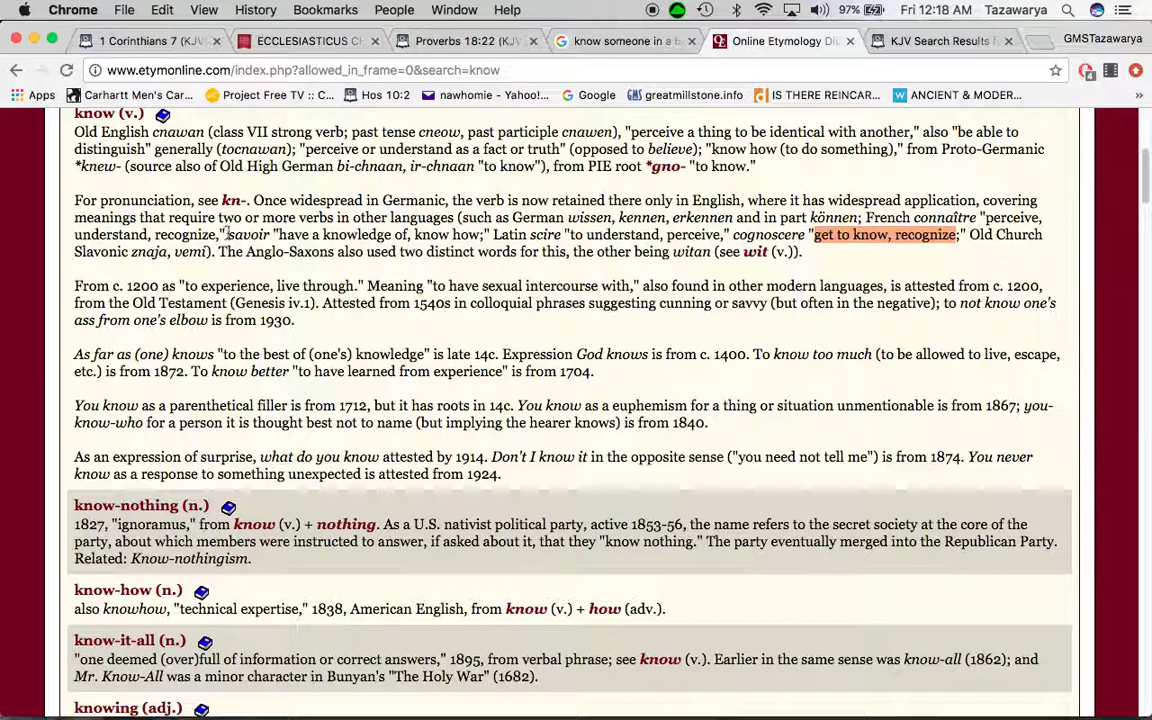 Chrome File Edit View History Bookmarks People Window Help 97% Fri 12:18 AM Tazawarya
1 Corinthians 7 (KJV ECCLESIASTICUS CH Proverbs 18:22 (KJV know someone in a b Online Etymology Dic KJV Search Results f GMSTazawarya
www.etymonline.com/index.php?allowed_in_frame=0&search=know
Apps Carhartt Men's Car... Project Free TV :: C... Hos 10:2 nawhomie - Yahoo!... Google greatmillstone.info IS THERE REINCAR... ANCIENT & MODER... »
know (v.)
Old English cnawan (class VII strong verb; past tense cneow, past participle cnawen), "perceive a thing to be identical with another," also "be able to
distinguish" generally (tocnawan); "perceive or understand as a fact or truth" (opposed to believe); "know how (to do something)," from Proto-Germanic
*knew- (source also of Old High German bi-chnaan, ir-chnaan "to know"), from PIE root *gno- "to know."
For pronunciation, see kn-. Once widespread in Germanic, the verb is now retained there only in English, where it has widespread application, covering
meanings that require two or more verbs in other languages (such as German wissen, kennen, erkennen and in part können; French connaître "perceive,
understand, recognize," savoir "have a knowledge of, know how;" Latin scire "to understand, perceive," cognoscere "get to know, recognize;" Old Church
Slavonic znaja, vemi). The Anglo-Saxons also used two distinct words for this, the other being witan (see wit (v.)).
From c. 1200 as "to experience, live through." Meaning "to have sexual intercourse with," also found in other modern languages, is attested from c. 1200,
from the Old Testament (Genesis iv.1). Attested from 1540s in colloquial phrases suggesting cunning or savvy (but often in the negative); to not know one's
ass from one's elbow is from 1930.
As far as (one) knows "to the best of (one's) knowledge" is late 14c. Expression God knows is from c. 1400. To know too much (to be allowed to live, escape,
etc.) is from 1872. To know better "to have learned from experience" is from 1704.
You know as a parenthetical filler is from 1712, but it has roots in 14c. You know as a euphemism for a thing or situation unmentionable is from 1867; you-
know-who for a person it is thought best not to name (but implying the hearer knows) is from 1840.
As an expression of surprise, what do you know attested by 1914. Don't I know it in the opposite sense ("you need not tell me") is from 1874. You never
know as a response to something unexpected is attested from 1924.
know-nothing (n.)
1827, "ignoramus," from know (v.) + nothing. As a U.S. nativist political party, active 1853-56, the name refers to the secret society at the core of the
party, about which members were instructed to answer, if asked about it, that they "know nothing." The party eventually merged into the Republican Party.
Related: Know-nothingism.
know-how (n.)
also knowhow, "technical expertise," 1838, American English, from know (v.) + how (adv.).
know-it-all (n.)
"one deemed (over)full of information or correct answers," 1895, from verbal phrase; see know (v.). Earlier in the same sense was know-all (1862); and
Mr. Know-All was a minor character in Bunyan's "The Holy War" (1682).
knowing (adj.)